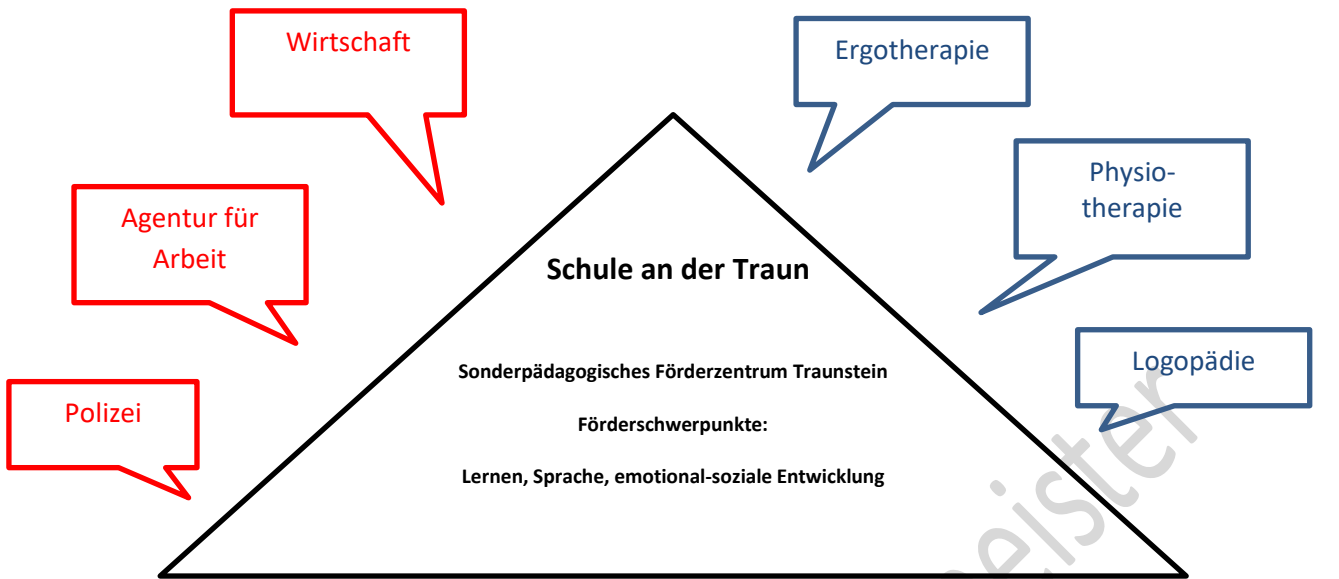 Wirtschaft
Ergotherapie
Physio-
therapie
Agentur für
Arbeit
Schule an der Traun
Logopädie
Sonderpädagogisches Förderzentrum Traunstein
Polizei
Förderschwerpunkte:
Lernen, Sprache, emotional-soziale Entwicklung
eister